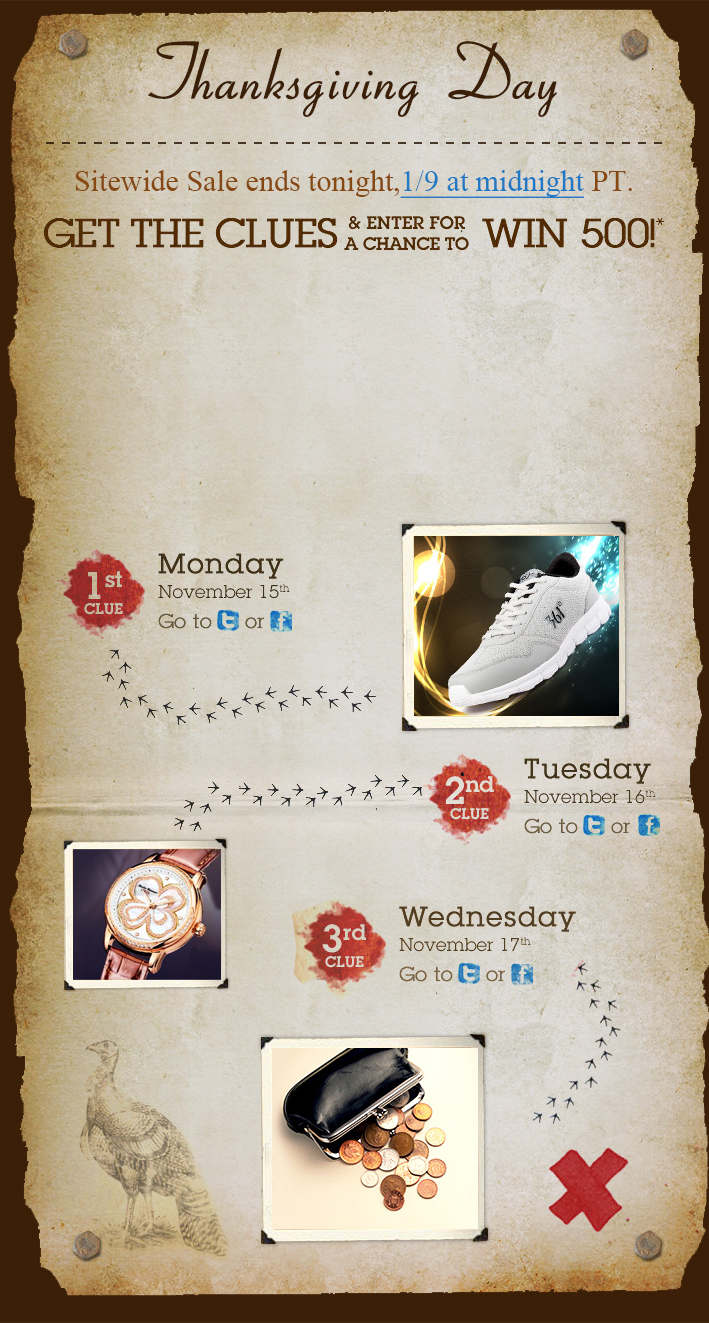 Thanksgiving Day
Sitewide Sale ends tonight,1/9 at midnight PT.
GET THE CLUES & ENTER FOR A CHANCE TO WIN 500!*
1st CLUE
Monday
November 15th
Go to t or f
361°
2nd CLUE
Tuesday
November 16th
Go to t or f
3rd CLUE
Wednesday
November 17th
Go to t or f